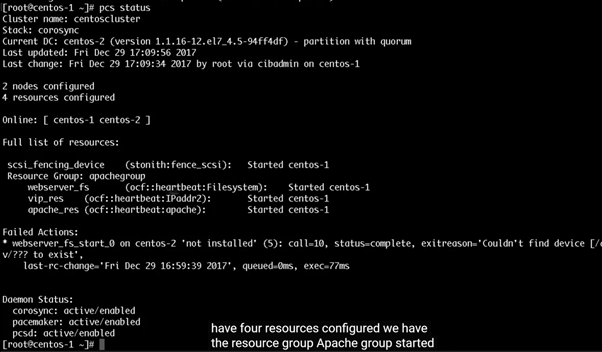 [root@centos-1 ~]# pcs status
Cluster name: centoscluster
Stack: corosync
Current DC: centos-2 (version 1.1.16-12.el7_4.5-94ff4df) - partition with quorum
Last updated: Fri Dec 29 17:09:56 2017
Last change: Fri Dec 29 17:09:34 2017 by root via cibadmin on centos-1
2 nodes configured
4 resources configured
Online: [ centos-1 centos-2 ]
Full list of resources:
scsi_fencing_device (stonith:fence_scsi): Started centos-1
Resource Group: apachegroup
webserver_fs (ocf::heartbeat:Filesystem): Started centos-1
vip_res (ocf::heartbeat:IPaddr2): Started centos-1
apache_res (ocf::heartbeat:apache): Started centos-1
Failed Actions:
* webserver_fs_start_0 on centos-2 'not installed' (5): call=10, status=complete, exitreason='Couldn't find device [/de
v/??? to exist',
last-rc-change='Fri Dec 29 16:59:39 2017', queued=0ms, exec=77ms
Daemon Status:
corosync: active/enabled
pacemaker: active/enabled
pcsd: active/enabled
[root@centos-1 ~]#
have four resources configured we have
the resource group Apache group started